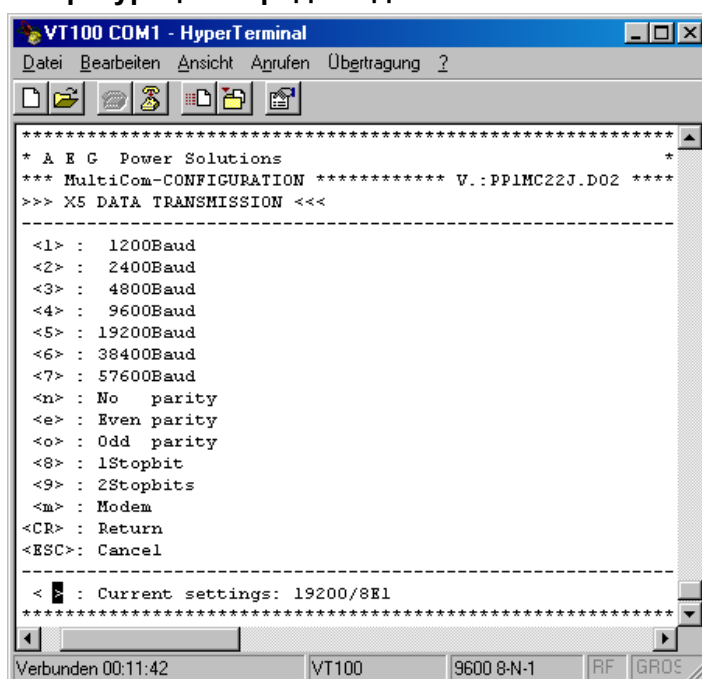 VT100 COM1 - HyperTerminal
Datei Bearbeiten Ansicht Anrufen Übertragung ?
************************************************************
* A E G  Power Solutions                                   *
*** MultiCom-CONFIGURATION ************ V.:PP1MC22J.D02 ****
>>> X5 DATA TRANSMISSION <<<
------------------------------------------------------------
<1> :  1200Baud
<2> :  2400Baud
<3> :  4800Baud
<4> :  9600Baud
<5> : 19200Baud
<6> : 38400Baud
<7> : 57600Baud
<n> : No   parity
<e> : Even parity
<o> : Odd  parity
<8> : 1Stopbit
<9> : 2Stopbits
<m> : Modem
<CR> : Return
<ESC>: Cancel
------------------------------------------------------------
< > : Current settings: 19200/8E1
************************************************************
Verbunden 00:11:42 VT100 9600 8-N-1 RF GROS